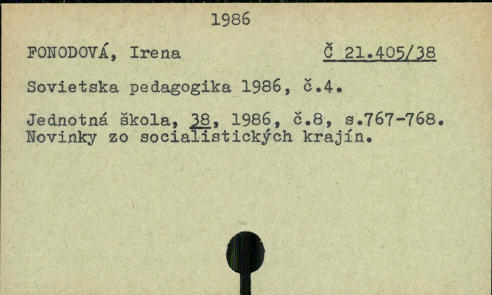 1986
FONODOVÁ, Irena Č 21.405/38
Sovietska pedagogika 1986, č.4.
Jednotná škola, 38, 1986, č.8, s.767-768.
Novinky zo socialistických krajín.